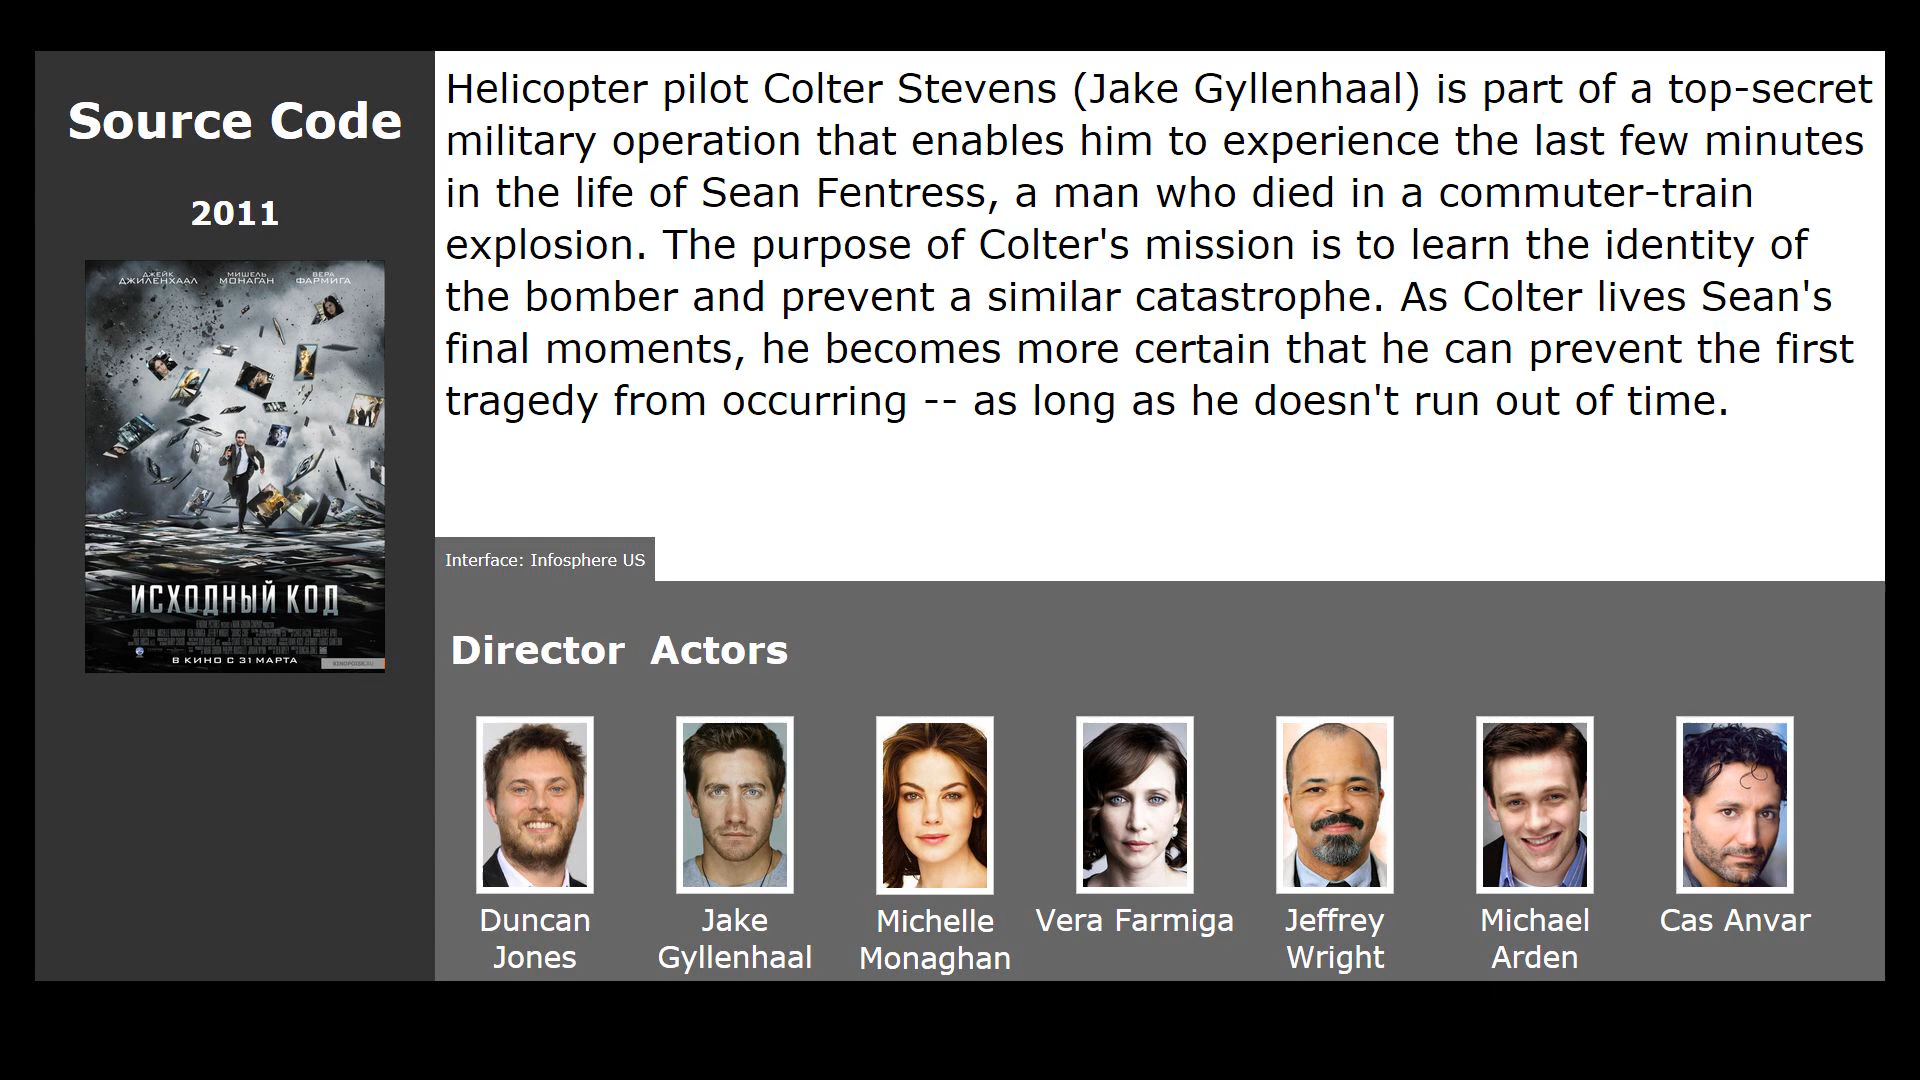 Source Code
2011
ДЖЕЙК МИШЕЛЬ ВЕРА
ДЖИЛЕНХААЛ МОНАГАН ФАРМИГА
ИСХОДНЫЙ КОД
В КИНО С 31 МАРТА
KINOPOISK.RU
Helicopter pilot Colter Stevens (Jake Gyllenhaal) is part of a top-secret
military operation that enables him to experience the last few minutes
in the life of Sean Fentress, a man who died in a commuter-train
explosion. The purpose of Colter's mission is to learn the identity of
the bomber and prevent a similar catastrophe. As Colter lives Sean's
final moments, he becomes more certain that he can prevent the first
tragedy from occurring -- as long as he doesn't run out of time.
Interface: Infosphere US
Director Actors
Duncan
Jones
Jake
Gyllenhaal
Michelle
Monaghan
Vera Farmiga
Jeffrey
Wright
Michael
Arden
Cas Anvar